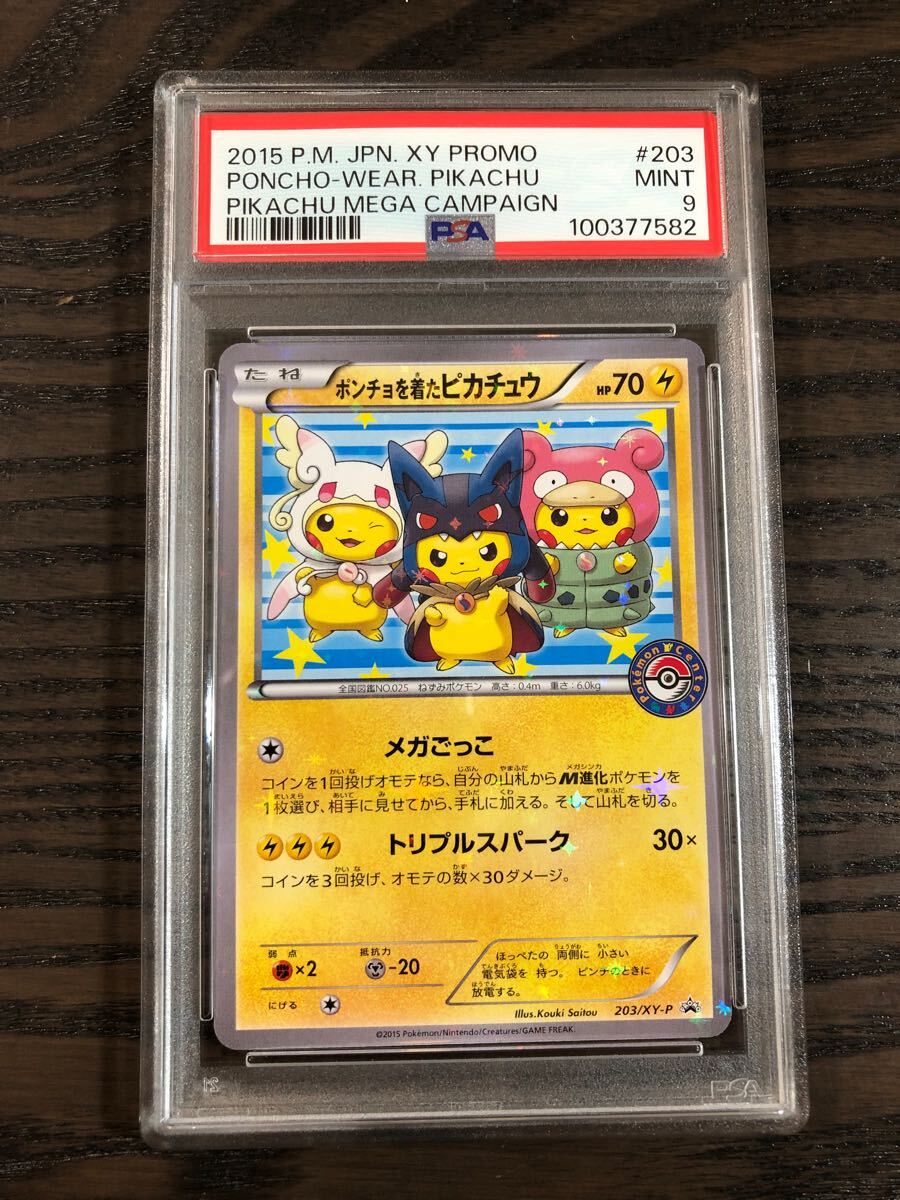 2015 P.M. JPN. XY PROMO #203
PONCHO-WEAR. PIKACHU MINT
PIKACHU MEGA CAMPAIGN 9
PSA 100377582
たね ポンチョを着たピカチュウ HP70
Pokémon Center
全国図鑑NO.025 ねずみポケモン 高さ:0.4m 重さ:6.0kg
メガごっこ
コインを1回投げオモテなら、自分の山札からM進化ポケモンを
1枚選び、相手に見せてから、手札に加える。そして山札を切る。
トリプルスパーク 30×
コインを3回投げ、オモテの数×30ダメージ。
弱点 抵抗力
×2 -20
にげる
ほっぺたの 両側に 小さい
電気袋を 持つ。 ピンチのときに
放電する。
Illus.Kouki Saitou 203/XY-P
©2015 Pokémon/Nintendo/Creatures/GAME FREAK.
PSA